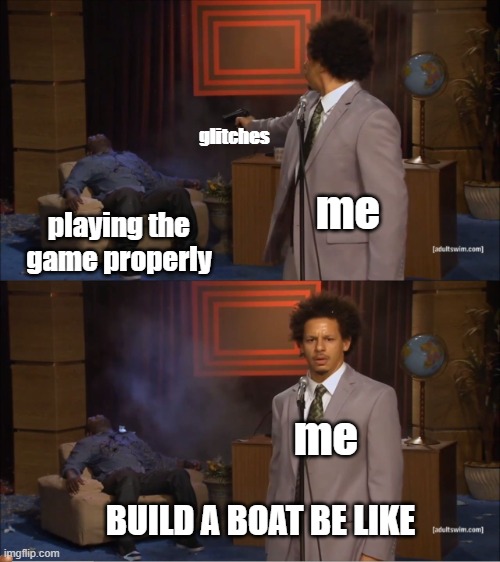 glitches
me
playing the
game properly
[adultswim.com]
me
BUILD A BOAT BE LIKE
[adultswim.com]
imgflip.com